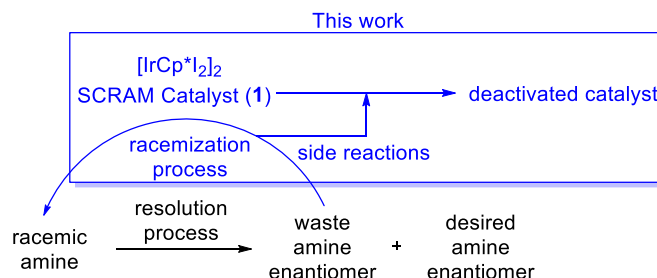 This work
[IrCp*I2]2
SCRAM Catalyst (1)
deactivated catalyst
racemization
process
side reactions
racemic
amine
resolution
process
waste
amine
enantiomer
+
desired
amine
enantiomer